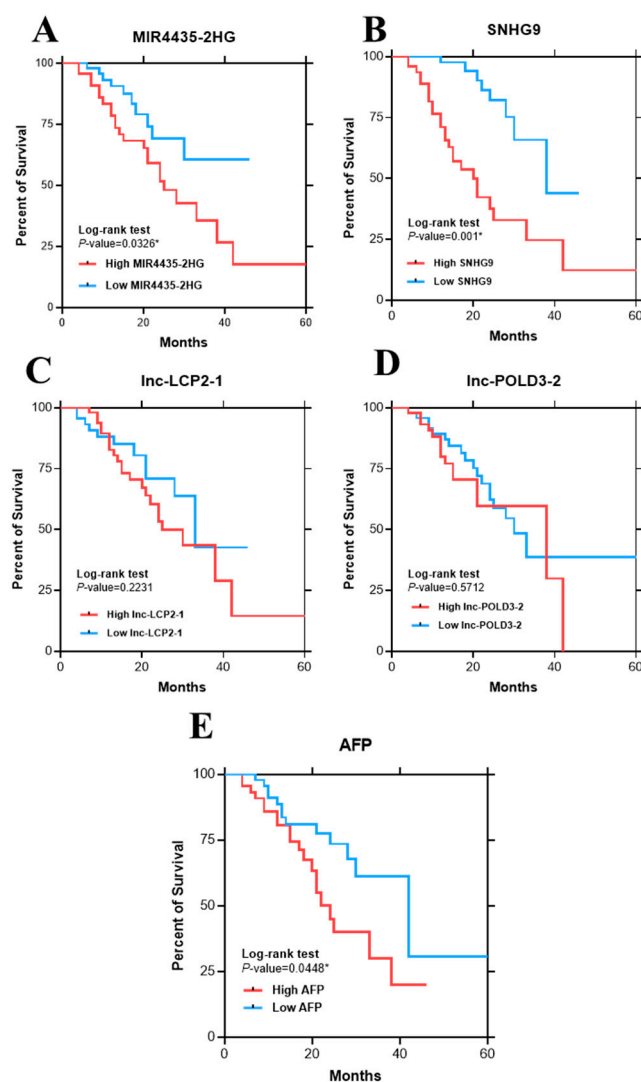 A
MIR4435-2HG
Percent of Survival
100
75
50
25
0
Log-rank test
P-value=0.0326*
High MIR4435-2HG
Low MIR4435-2HG
0 20 40 60
Months
B
SNHG9
Percent of Survival
100
75
50
25
0
Log-rank test
P-value=0.001*
High SNHG9
Low SNHG9
0 20 40 60
Months
C
lnc-LCP2-1
Percent of Survival
100
75
50
25
0
Log-rank test
P-value=0.2231
High lnc-LCP2-1
Low lnc-LCP2-1
0 20 40 60
Months
D
lnc-POLD3-2
Percent of Survival
100
75
50
25
0
Log-rank test
P-value=0.5712
High lnc-POLD3-2
Low lnc-POLD3-2
0 20 40 60
Months
E
AFP
Percent of Survival
100
75
50
25
0
Log-rank test
P-value=0.0448*
High AFP
Low AFP
0 20 40 60
Months